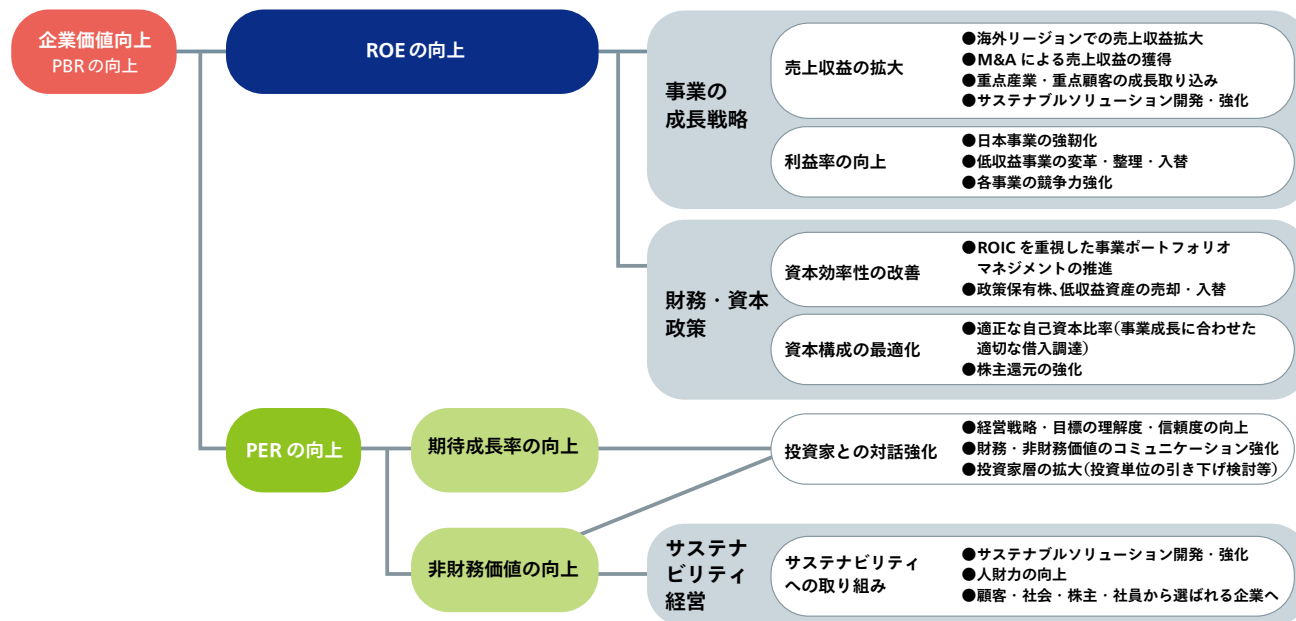 企業価値向上
PBRの向上
ROEの向上
事業の
成長戦略
売上収益の拡大
●海外リージョンでの売上収益拡大
●M&Aによる売上収益の獲得
●重点産業・重点顧客の成長取り込み
●サステナブルソリューション開発・強化
利益率の向上
●日本事業の強靭化
●低収益事業の変革・整理・入替
●各事業の競争力強化
財務・資本
政策
資本効率性の改善
●ROICを重視した事業ポートフォリオ
マネジメントの推進
●政策保有株、低収益資産の売却・入替
資本構成の最適化
●適正な自己資本比率(事業成長に合わせた
適切な借入調達)
●株主還元の強化
PERの向上
期待成長率の向上
投資家との対話強化
●経営戦略・目標の理解度・信頼度の向上
●財務・非財務価値のコミュニケーション強化
●投資家層の拡大(投資単位の引き下げ検討等)
非財務価値の向上
サステナ
ビリティ
経営
サステナビリティ
への取り組み
●サステナブルソリューション開発・強化
●人財力の向上
●顧客・社会・株主・社員から選ばれる企業へ